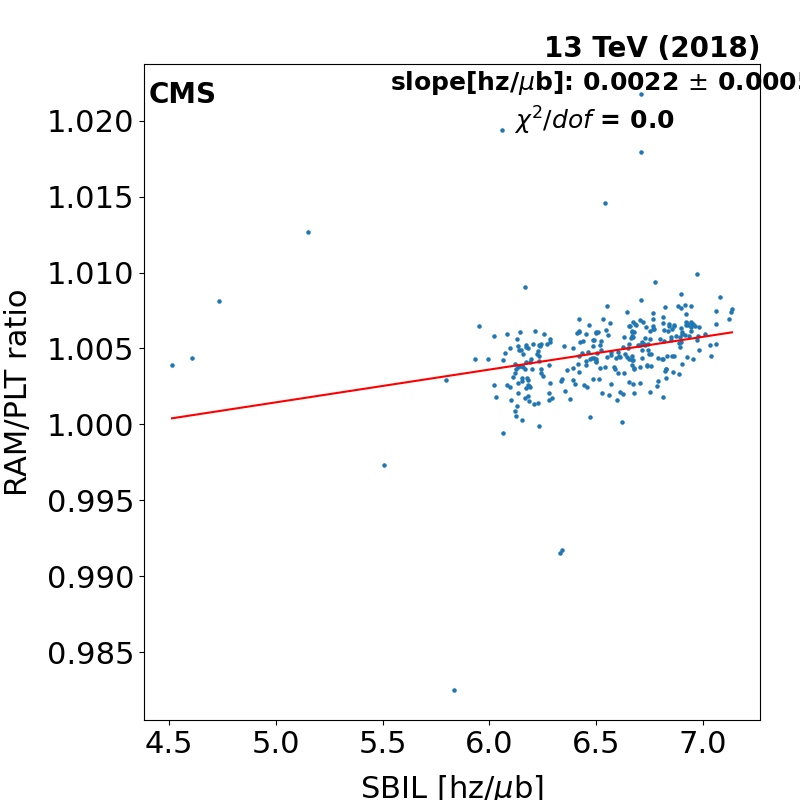 13 TeV (2018)
CMS
slope[hz/μb]: 0.0022 ± 0.0005
χ²/dof = 0.0
1.020
1.015
1.010
1.005
1.000
0.995
0.990
0.985
RAM/PLT ratio
4.5 5.0 5.5 6.0 6.5 7.0
SBIL [hz/μb]